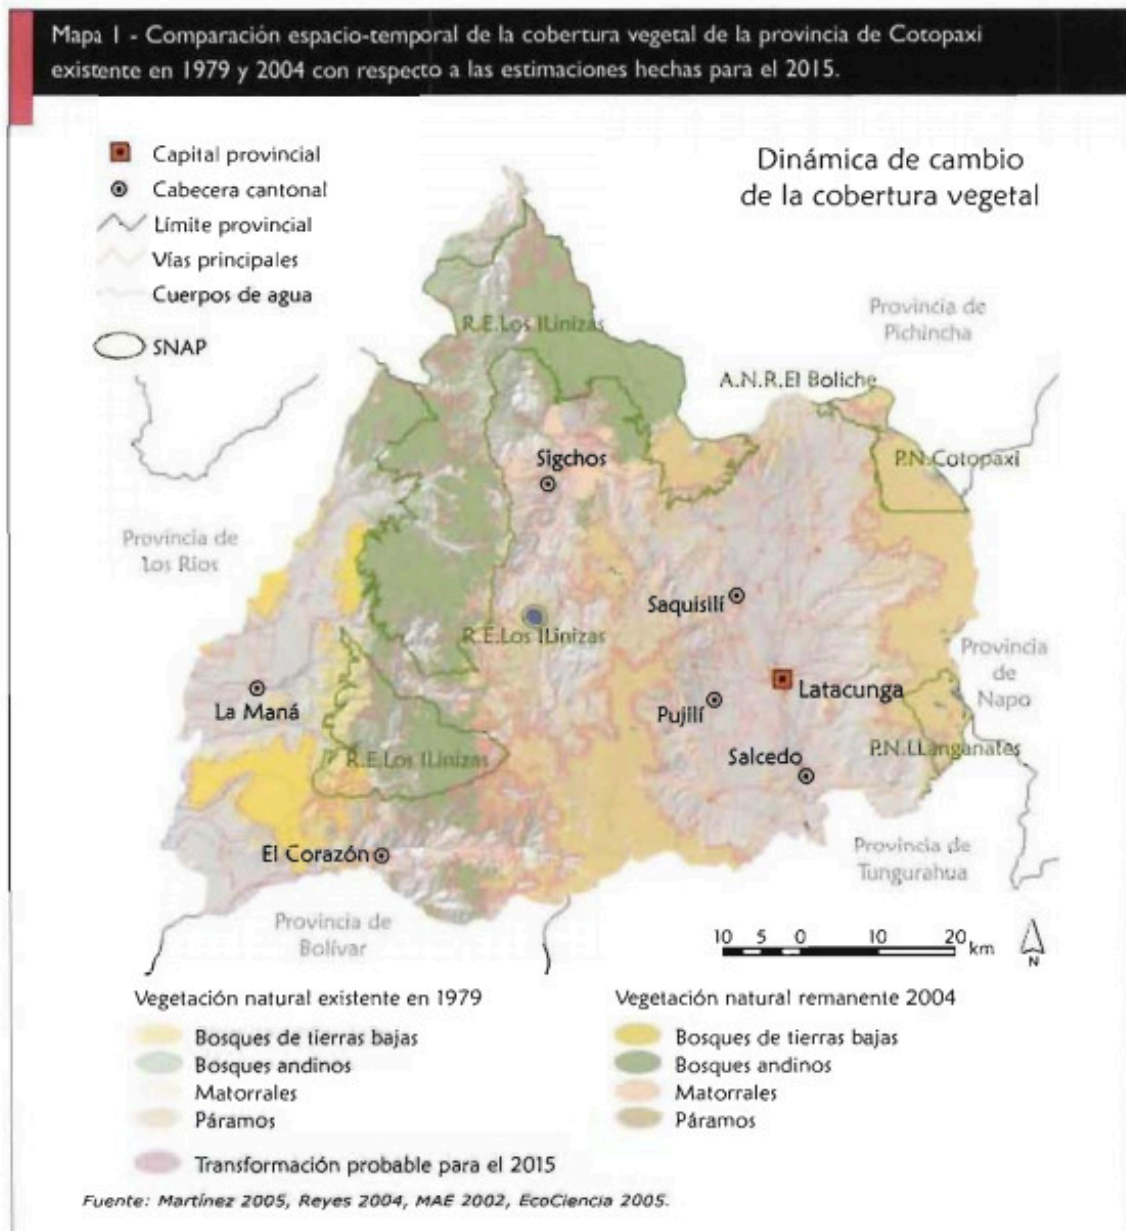 Mapa 1 - Comparación espacio-temporal de la cobertura vegetal de la provincia de Cotopaxi
existente en 1979 y 2004 con respecto a las estimaciones hechas para el 2015.
Capital provincial
Cabecera cantonal
Límite provincial
Vías principales
Cuerpos de agua
SNAP
Dinámica de cambio
de la cobertura vegetal
Provincia de
Pichincha
R.E.Los ILinizas
A.N.R.El Boliche
P.N.Cotopaxi
Sigchos
Provincia de
Los Ríos
Saquisilí
R.E.Los ILinizas
Provincia
de
Napo
Latacunga
La Maná
Pujilí
P.N.LLanganates
Salcedo
R.E.Los ILinizas
El Corazón
Provincia de
Tungurahua
Provincia de
Bolívar
10 5 0 10 20 km
N
Vegetación natural existente en 1979
Bosques de tierras bajas
Bosques andinos
Matorrales
Páramos
Transformación probable para el 2015
Vegetación natural remanente 2004
Bosques de tierras bajas
Bosques andinos
Matorrales
Páramos
Fuente: Martínez 2005, Reyes 2004, MAE 2002, EcoCiencia 2005.